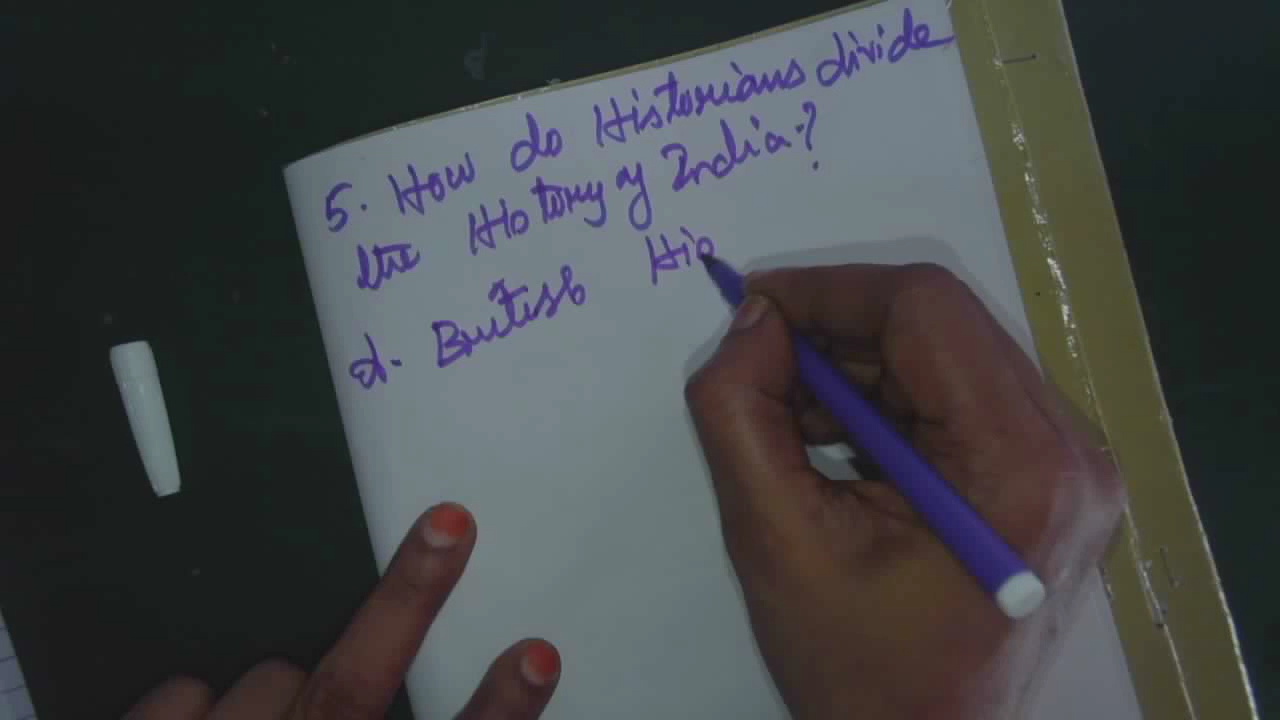 5. How do Historians divide
the History of India?
d. British His